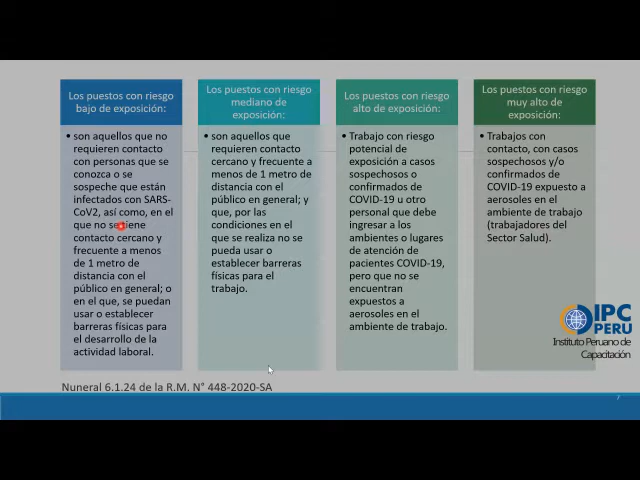 Los puestos con riesgo
bajo de exposición:
• son aquellos que no
requieren contacto
con personas que se
conozca o se
sospeche que están
infectados con SARS-
CoV2, así como, en el
que no se tiene
contacto cercano y
frecuente a menos
de 1 metro de
distancia con el
público en general; o
en el que, se puedan
usar o establecer
barreras físicas para
el desarrollo de la
actividad laboral.
Los puestos con riesgo
mediano de
exposición:
• son aquellos que
requieren contacto
cercano y frecuente a
menos de 1 metro de
distancia con el
público en general; y
que, por las
condiciones en el
que se realiza no se
pueda usar o
establecer barreras
físicas para el
trabajo.
Los puestos con riesgo
alto de exposición:
• Trabajo con riesgo
potencial de
exposición a casos
sospechosos o
confirmados de
COVID-19 u otro
personal que debe
ingresar a los
ambientes o lugares
de atención de
pacientes COVID-19,
pero que no se
encuentran
expuestos a
aerosoles en el
ambiente de trabajo.
Los puestos con riesgo
muy alto de
exposición:
• Trabajos con
contacto, con casos
sospechosos y/o
confirmados de
COVID-19 expuesto a
aerosoles en el
ambiente de trabajo
(trabajadores del
Sector Salud).
IPC
PERU
Instituto Peruano de
Capacitación
Nuneral 6.1.24 de la R.M. N° 448-2020-SA
7